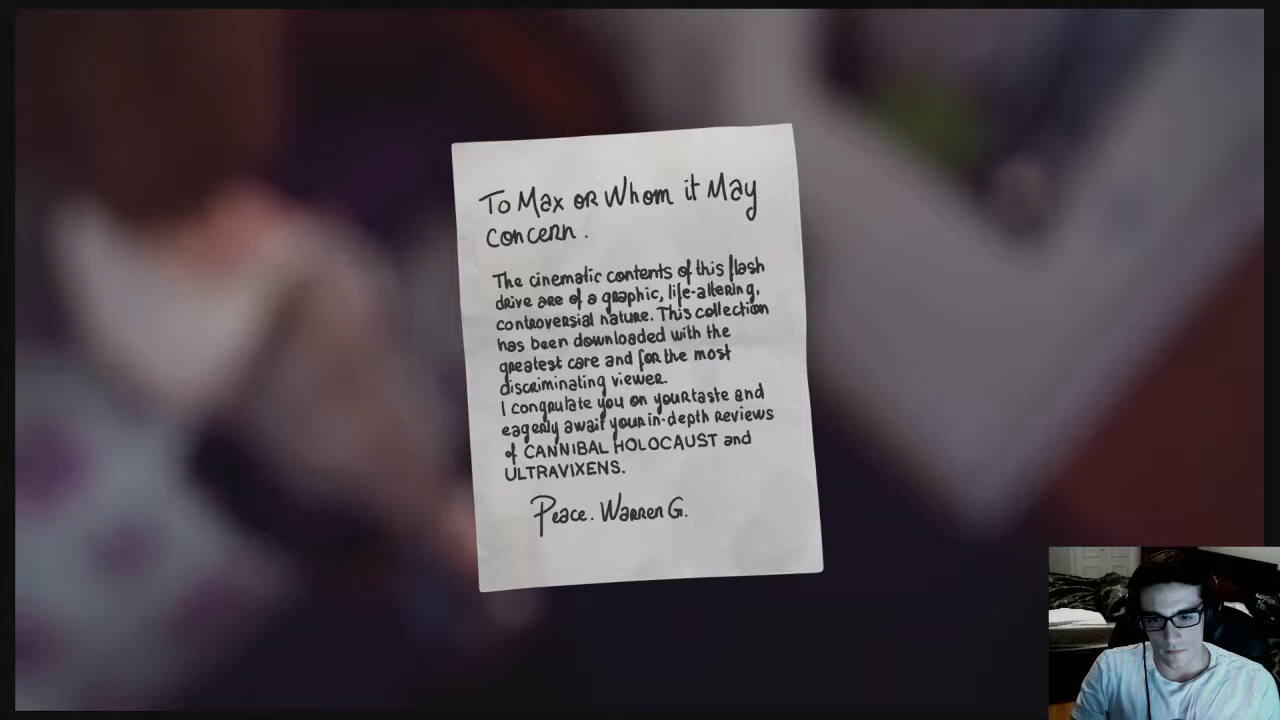 To Max or Whom it May
Concern.
The cinematic contents of this flash
drive are of a graphic, life-altering,
controversial nature. This collection
has been downloaded with the
greatest care and for the most
discriminating viewer.
I congrulate you on your taste and
eagerly await your in-depth reviews
of CANNIBAL HOLOCAUST and
ULTRAVIXENS.
Peace. Warren G.